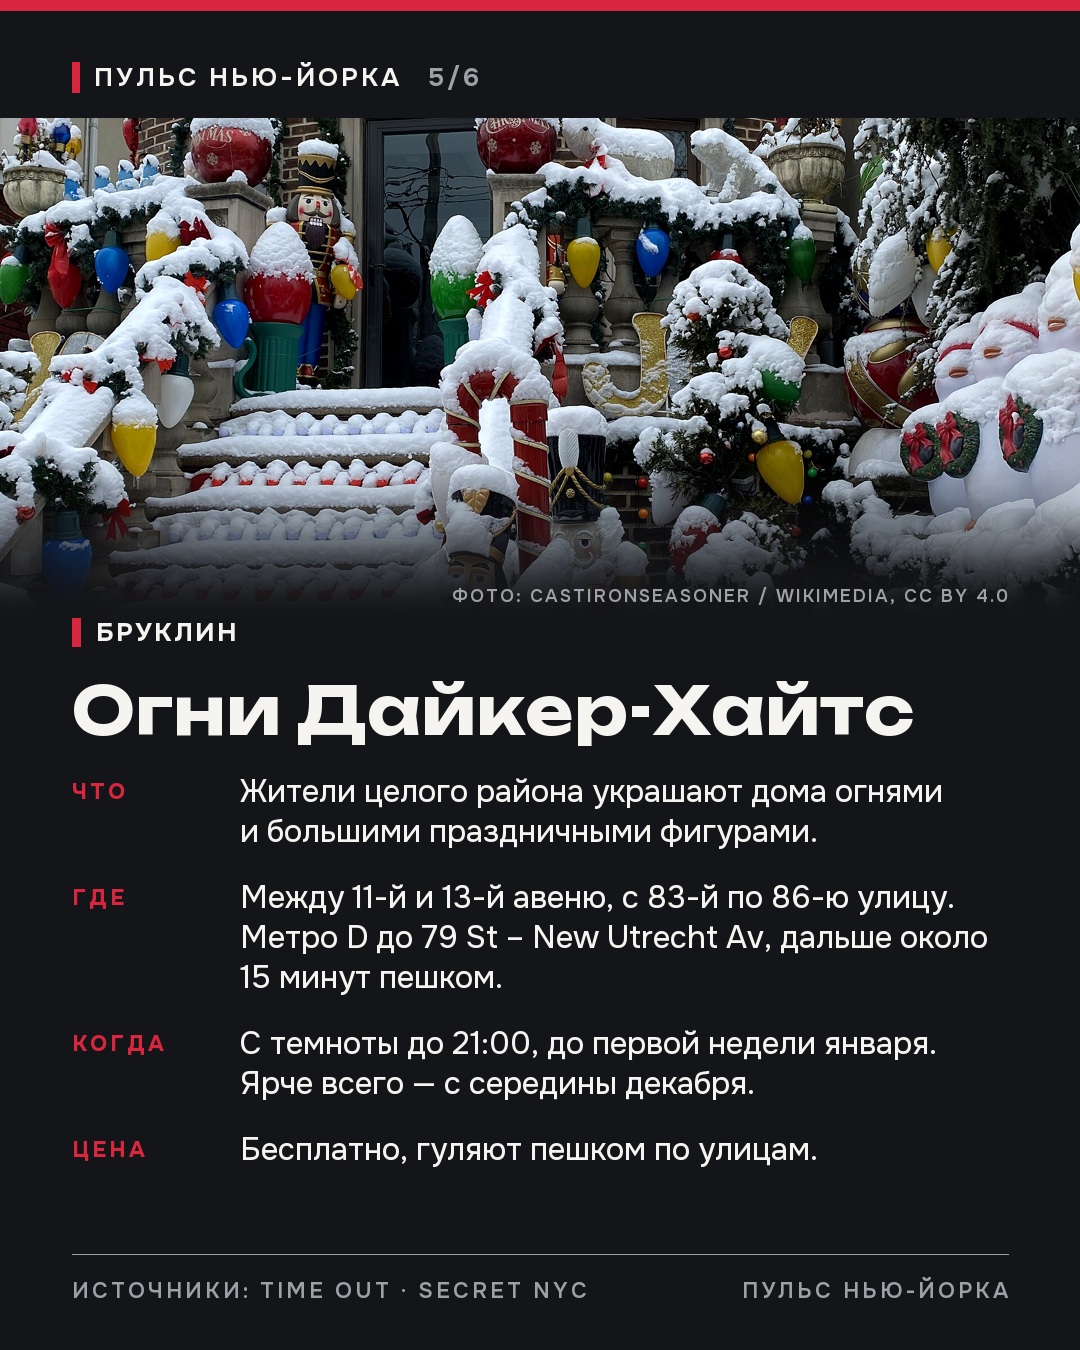 ПУЛЬС НЬЮ-ЙОРКА 5/6
ФОТО: CASTIRONSEASONER / WIKIMEDIA, CC BY 4.0
БРУКЛИН
Огни Дайкер-Хайтс
ЧТО
Жители целого района украшают дома огнями
и большими праздничными фигурами.
ГДЕ
Между 11-й и 13-й авеню, с 83-й по 86-ю улицу.
Метро D до 79 St – New Utrecht Av, дальше около
15 минут пешком.
КОГДА
С темноты до 21:00, до первой недели января.
Ярче всего — с середины декабря.
ЦЕНА
Бесплатно, гуляют пешком по улицам.
ИСТОЧНИКИ: TIME OUT · SECRET NYC
ПУЛЬС НЬЮ-ЙОРКА